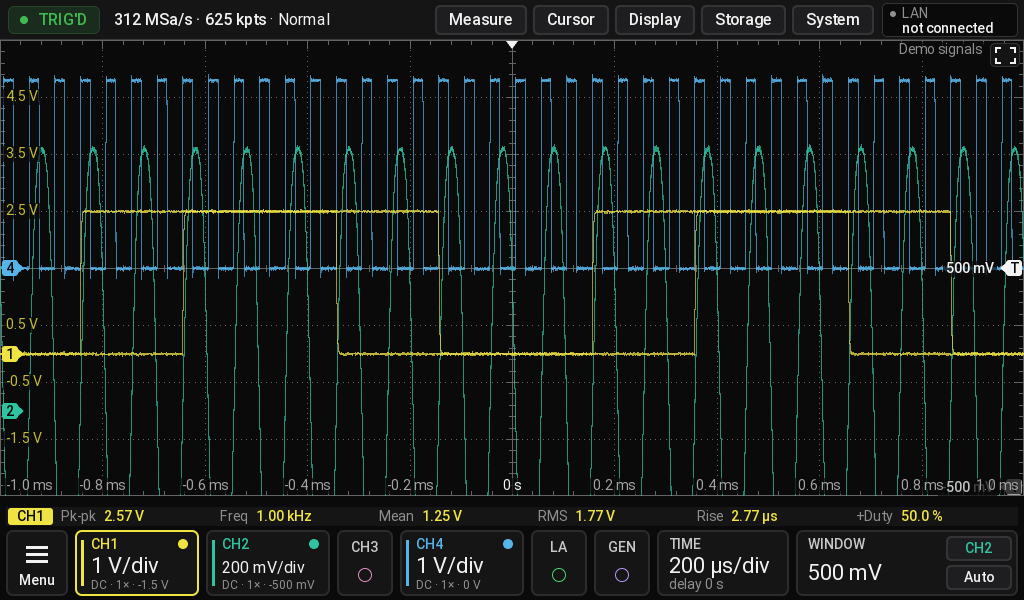 TRIG'D 312 MSa/s · 625 kpts · Normal Measure Cursor Display Storage System LAN
not connected
Demo signals
4.5 V
3.5 V
2.5 V
4 500 mV T
0.5 V
1
-0.5 V
2
-1.5 V
-1.0 ms -0.8 ms -0.6 ms -0.4 ms -0.2 ms 0 s 0.2 ms 0.4 ms 0.6 ms 0.8 ms 500
CH1 Pk-pk 2.57 V Freq 1.00 kHz Mean 1.25 V RMS 1.77 V Rise 2.77 µs +Duty 50.0 %
Menu
CH1
1 V/div
DC · 1× · -1.5 V
CH2
200 mV/div
DC · 1× · -500 mV
CH3
CH4
1 V/div
DC · 1× · 0 V
LA
GEN
TIME
200 µs/div
delay 0 s
WINDOW
500 mV
CH2
Auto